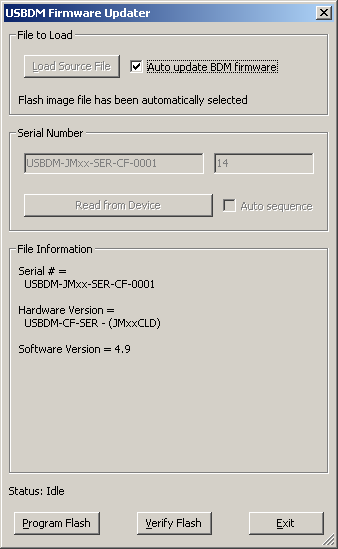 USBDM Firmware Updater
File to Load
Load Source File
Auto update BDM firmware
Flash image file has been automatically selected
Serial Number
USBDM-JMxx-SER-CF-0001
14
Read from Device
Auto sequence
File Information
Serial # =
USBDM-JMxx-SER-CF-0001
Hardware Version =
USBDM-CF-SER - (JMxxCLD)
Software Version = 4.9
Status: Idle
Program Flash
Verify Flash
Exit